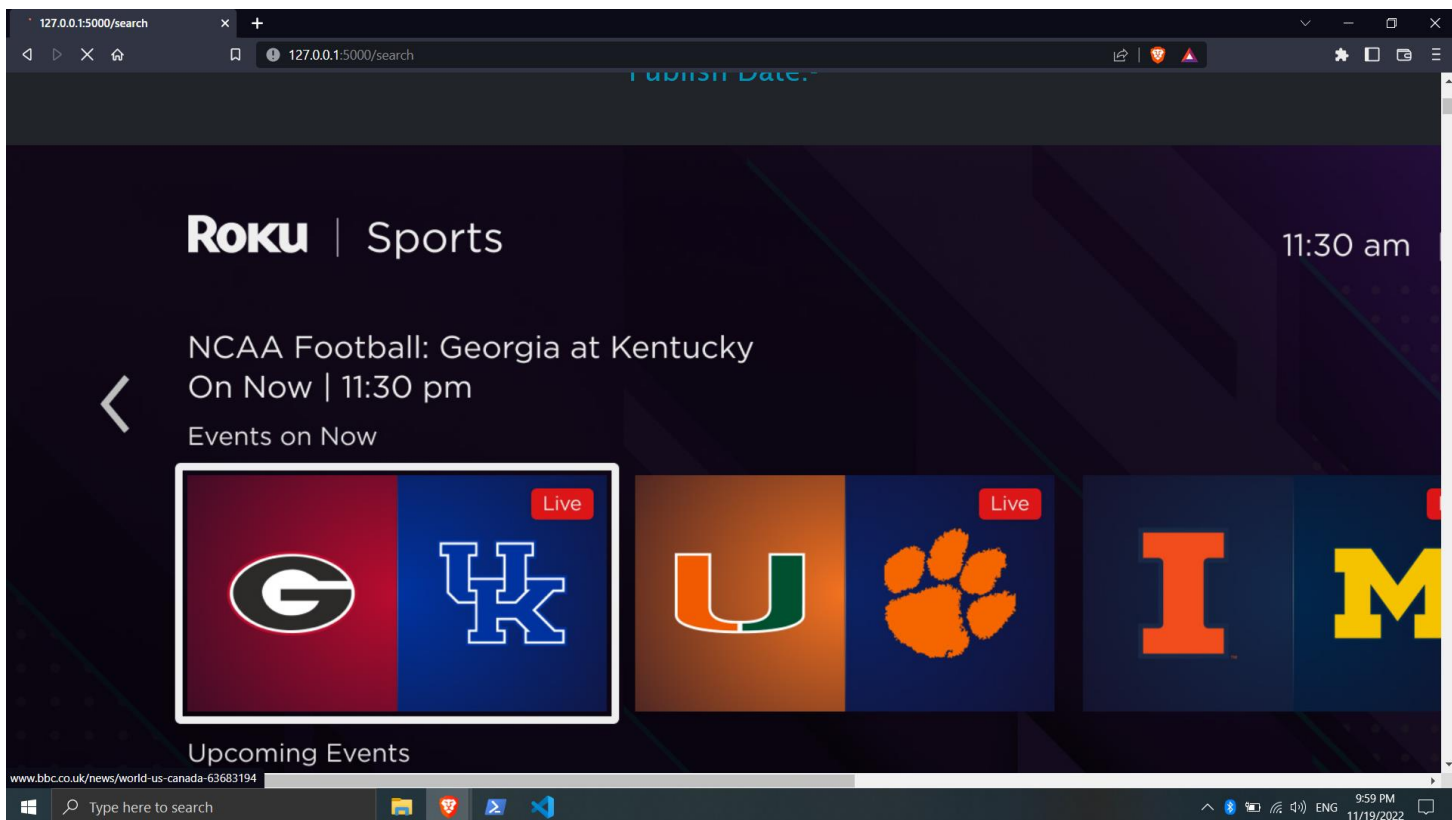 127.0.0.1:5000/search
127.0.0.1:5000/search
Publish Date:-
ROKU | Sports
11:30 am
NCAA Football: Georgia at Kentucky
On Now | 11:30 pm
Events on Now
Live
Live
G
UK
U
I
M
Upcoming Events
www.bbc.co.uk/news/world-us-canada-63683194
Type here to search
ENG
9:59 PM
11/19/2022